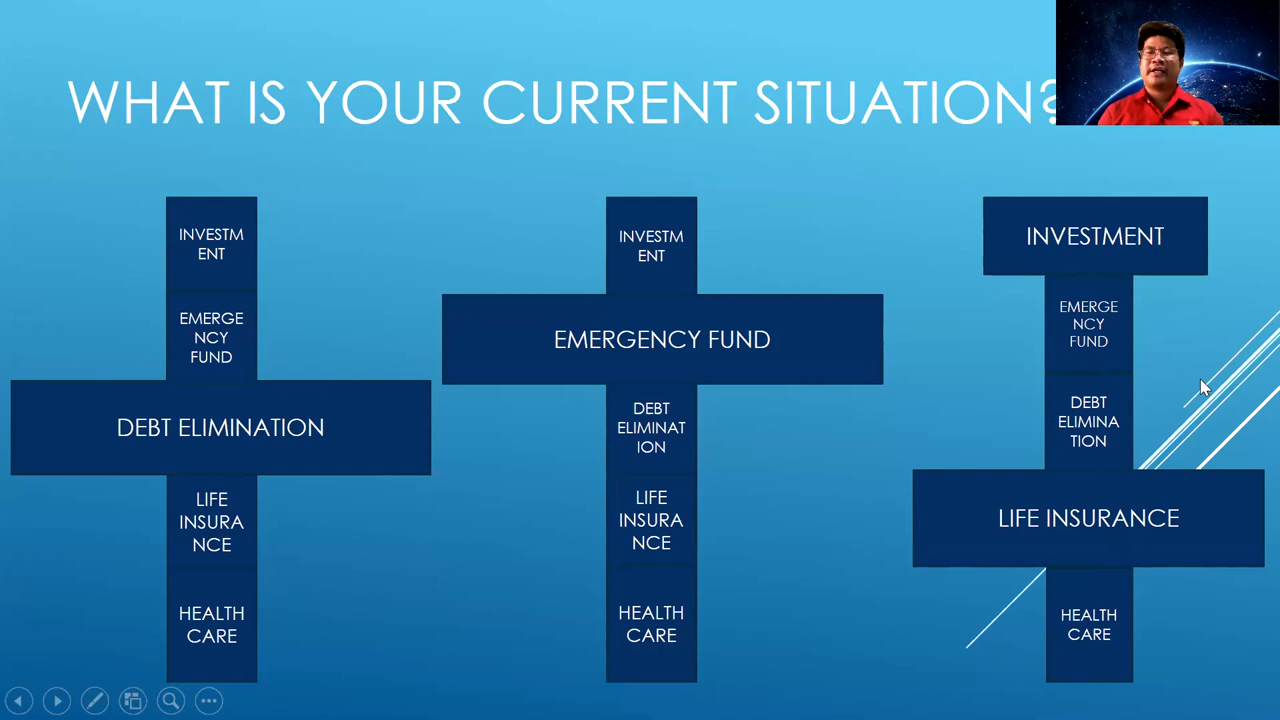 WHAT IS YOUR CURRENT SITUATION?
INVESTM
ENT
EMERGE
NCY
FUND
DEBT ELIMINATION
LIFE
INSURA
NCE
HEALTH
CARE
INVESTM
ENT
EMERGENCY FUND
DEBT
ELIMINAT
ION
LIFE
INSURA
NCE
HEALTH
CARE
INVESTMENT
EMERGE
NCY
FUND
DEBT
ELIMINA
TION
LIFE INSURANCE
HEALTH
CARE